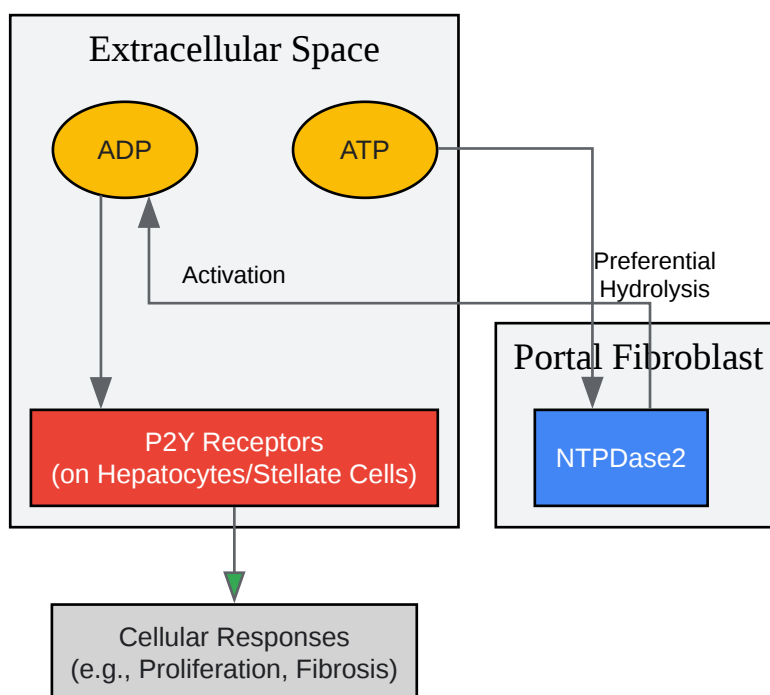 Extracellular Space
ADP
ATP
Activation
Preferential
Hydrolysis
Portal Fibroblast
P2Y Receptors
(on Hepatocytes/Stellate Cells)
NTPDase2
Cellular Responses
(e.g., Proliferation, Fibrosis)